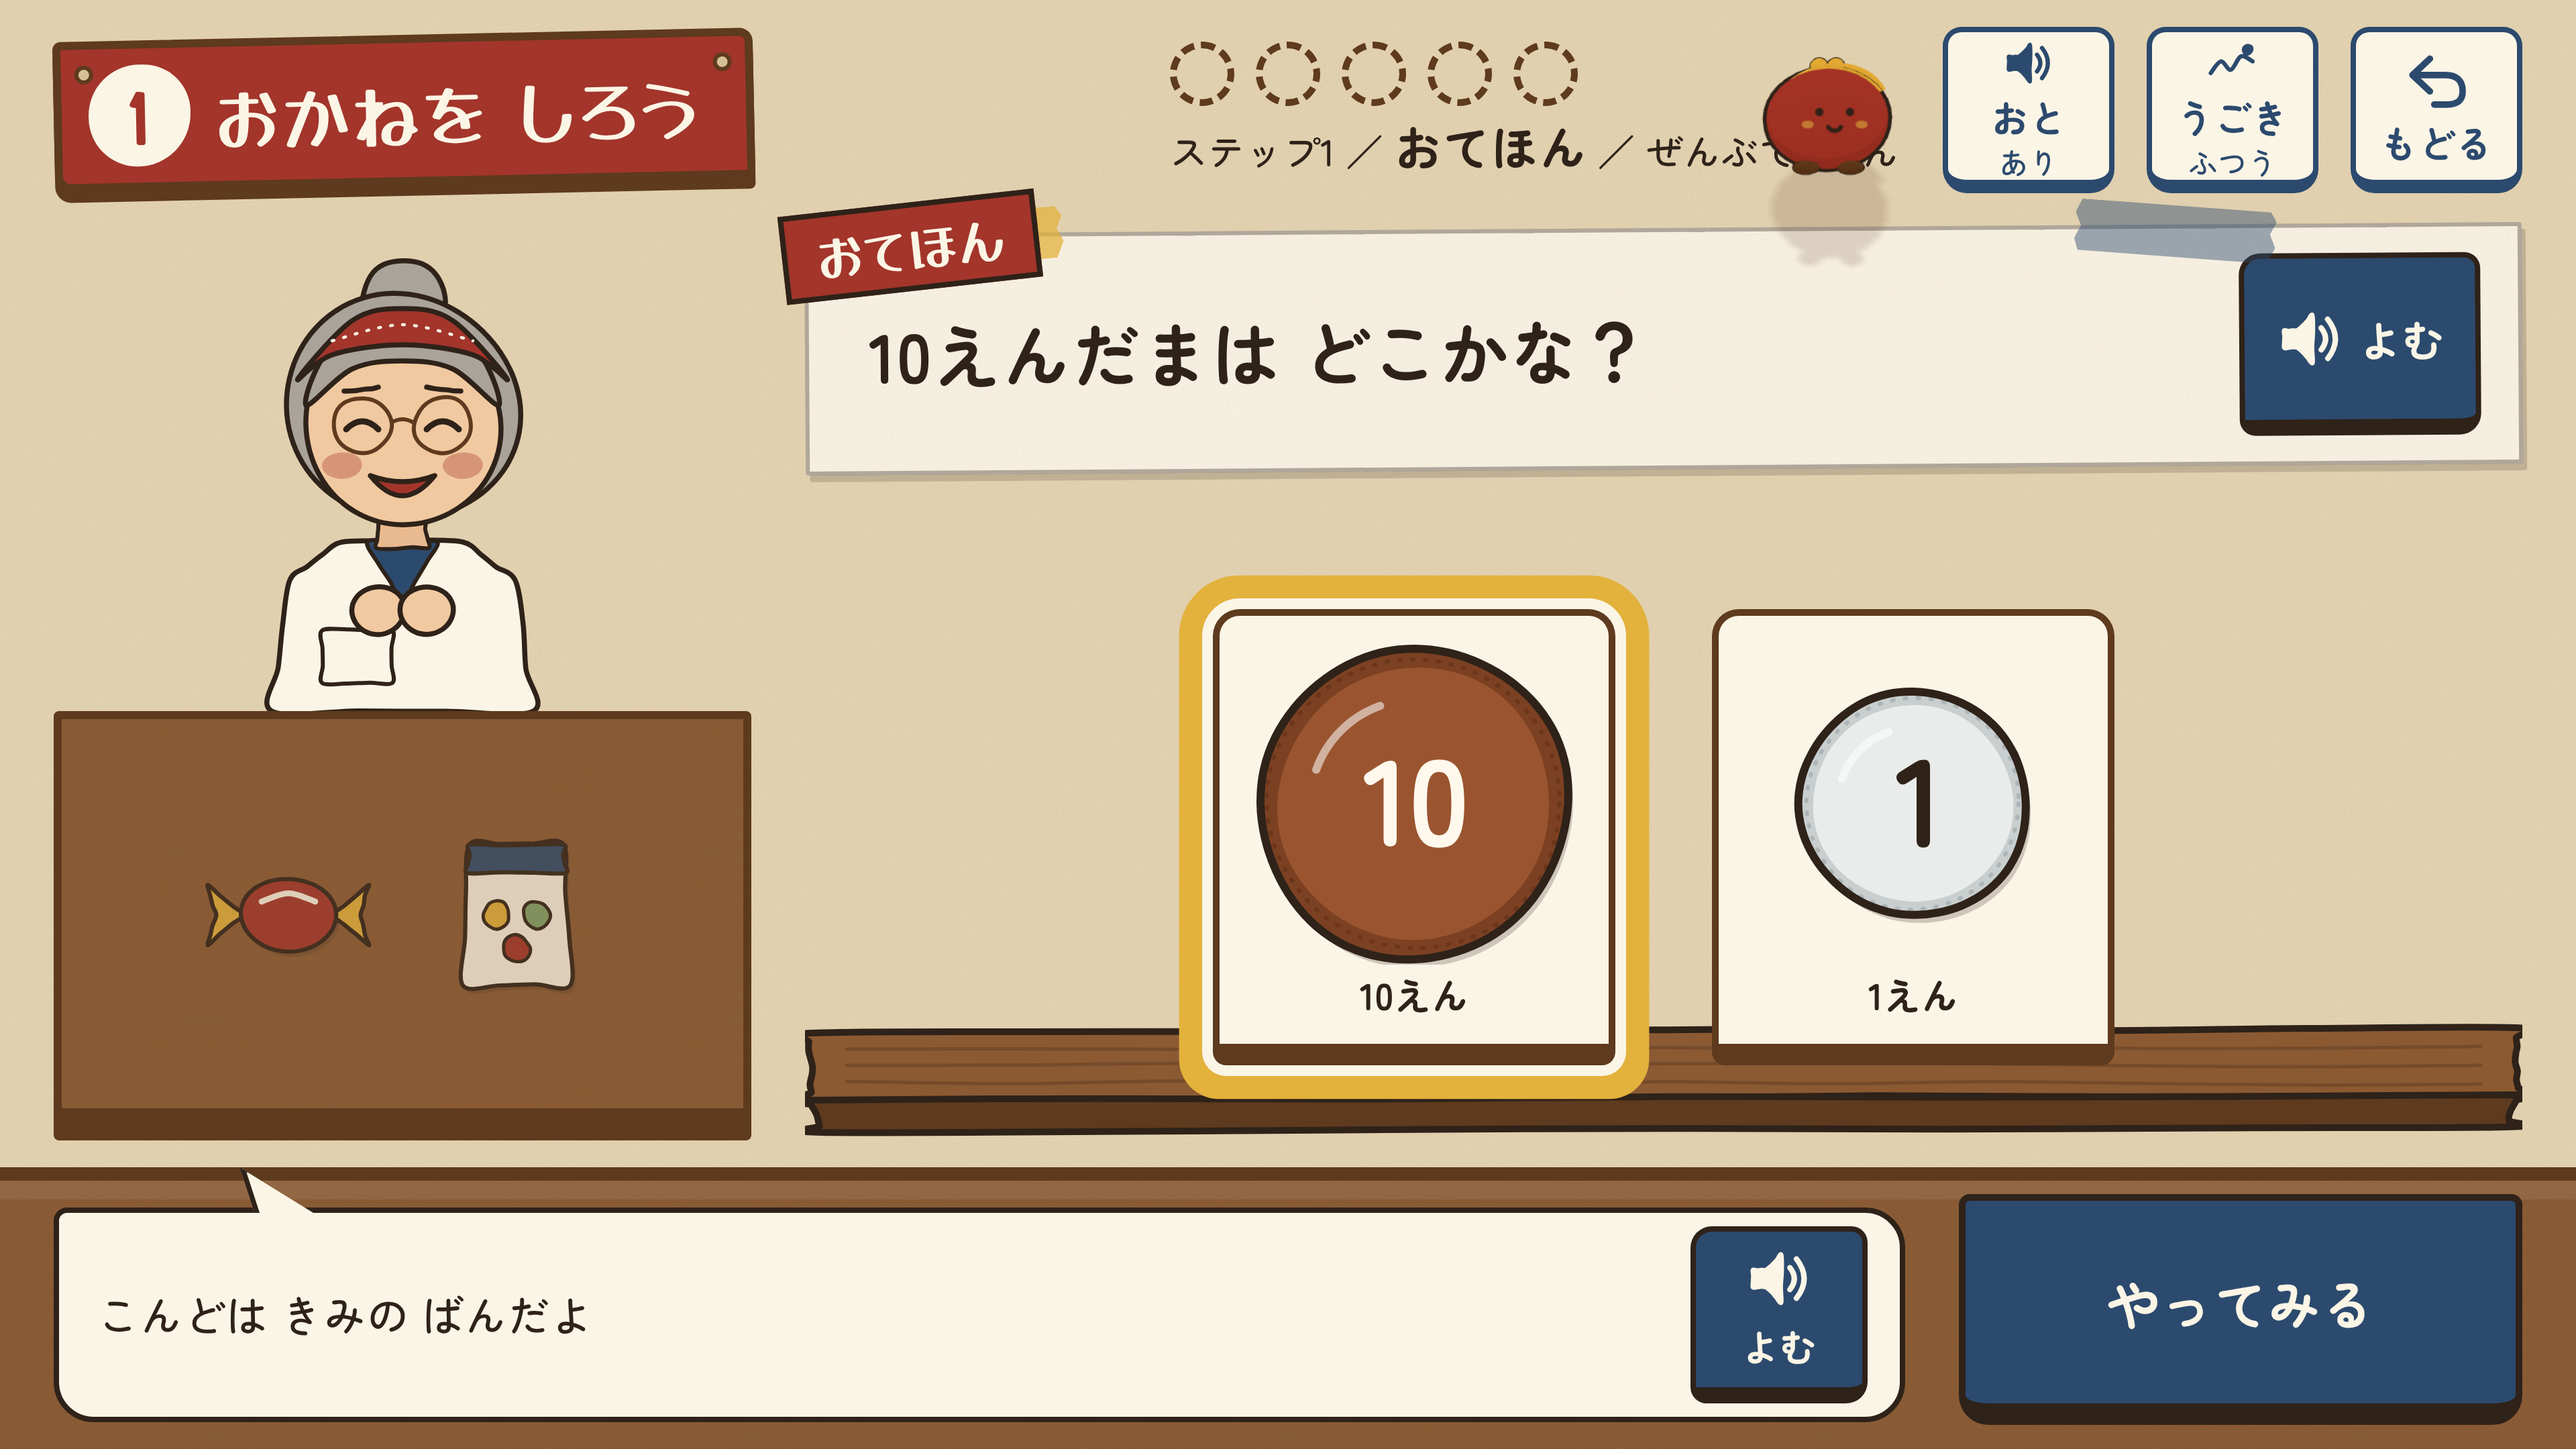 1 おかねを しろう
ステップ1 / おてほん / ぜんぶ
おと
あり
うごき
ふつう
もどる
おてほん
10えんだまは どこかな？
よむ
10
10えん
1
1えん
こんどは きみの ばんだよ
よむ
やってみる